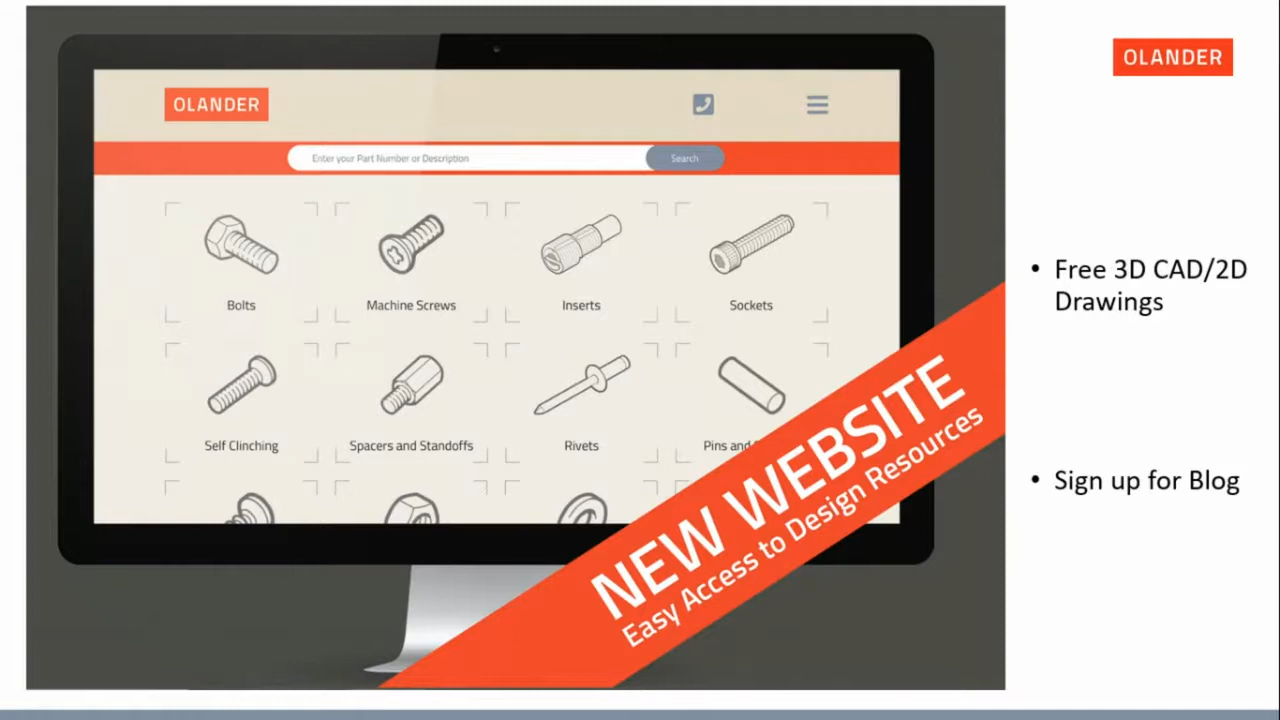 OLANDER
OLANDER
Enter your Part Number or Description
Search
Bolts
Machine Screws
Inserts
Sockets
Self Clinching
Spacers and Standoffs
Rivets
Pins and
NEW WEBSITE
Easy Access to Design Resources
• Free 3D CAD/2D
Drawings
• Sign up for Blog